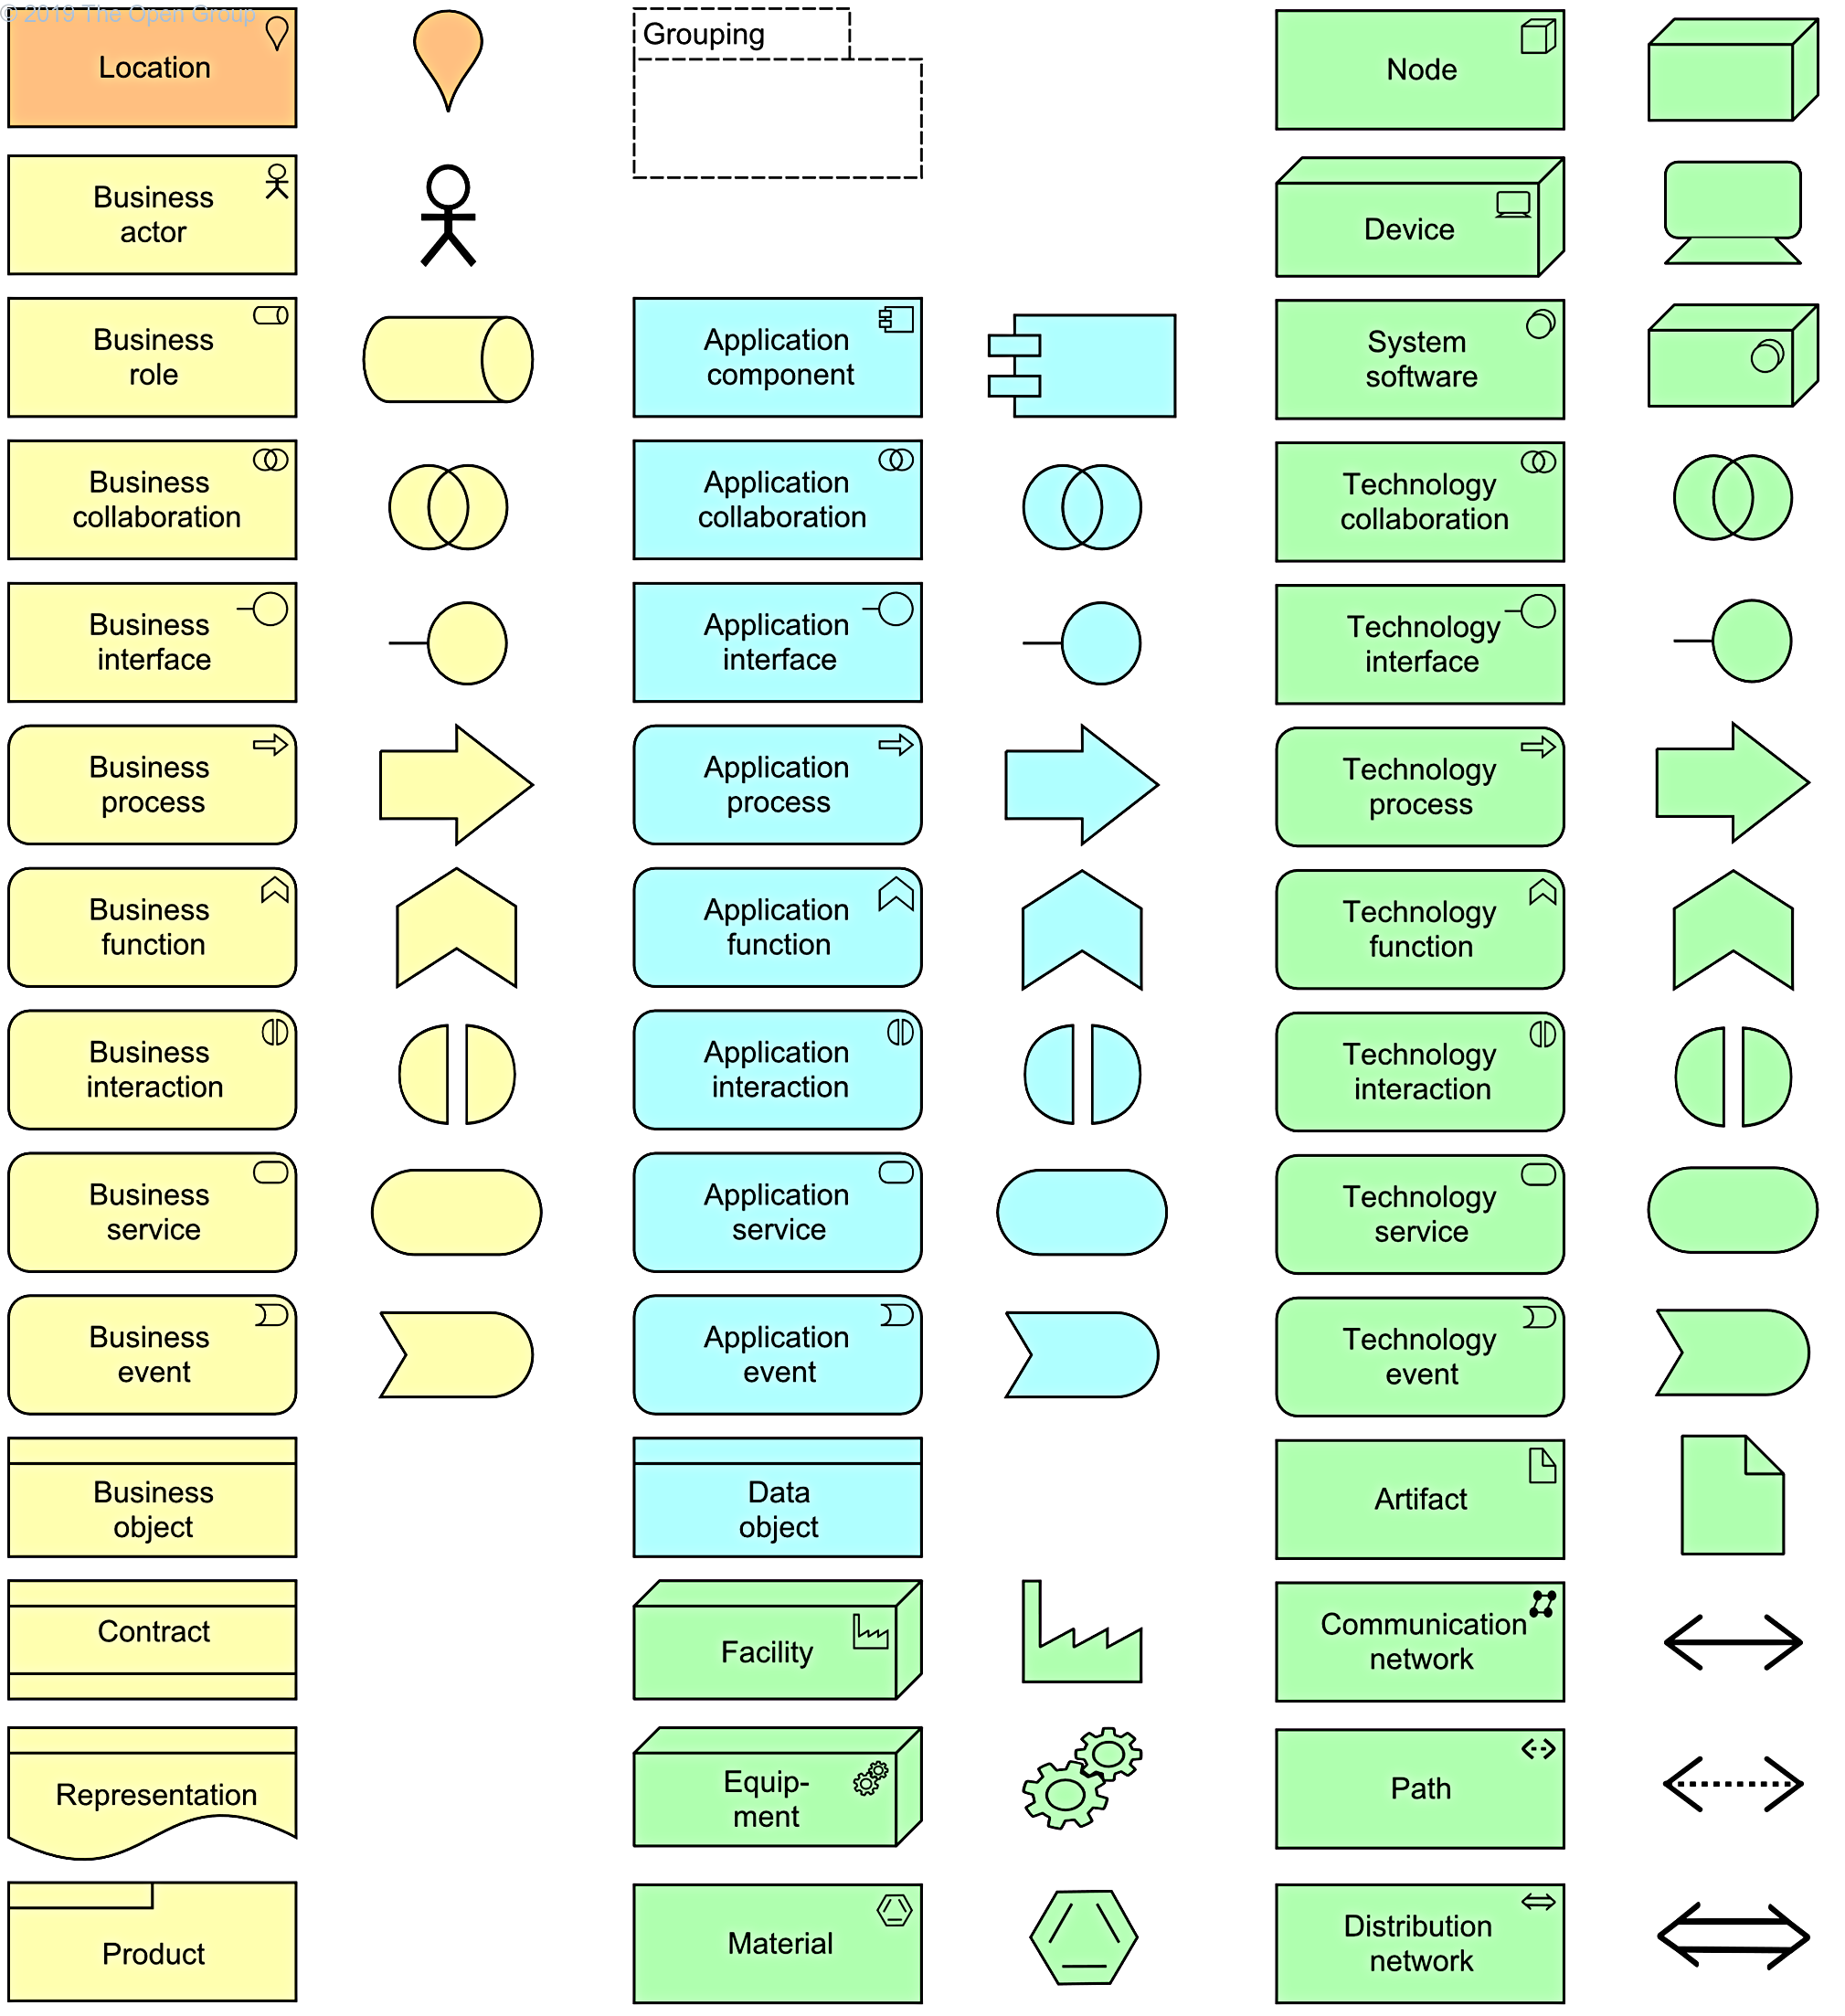 © 2019 The Open Group
Location
Grouping
Node
Business
actor
Device
Business
role
Application
component
System
software
Business
collaboration
Application
collaboration
Technology
collaboration
Business
interface
Application
interface
Technology
interface
Business
process
Application
process
Technology
process
Business
function
Application
function
Technology
function
Business
interaction
Application
interaction
Technology
interaction
Business
service
Application
service
Technology
service
Business
event
Application
event
Technology
event
Business
object
Data
object
Artifact
Contract
Facility
Communication
network
Representation
Equip-
ment
Path
Product
Material
Distribution
network